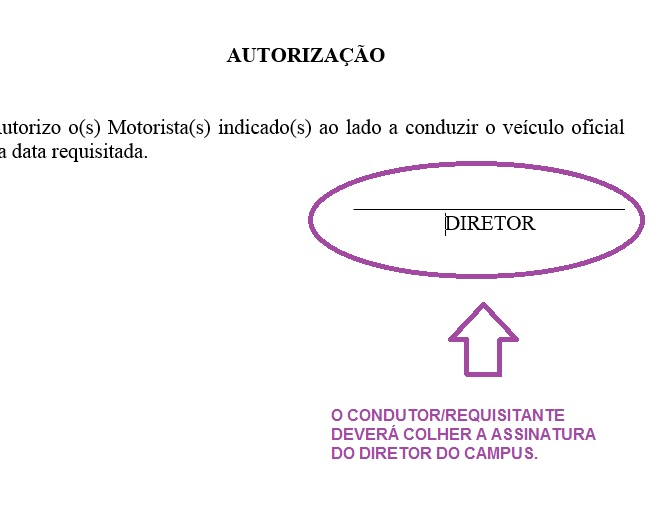 AUTORIZAÇÃO
utorizo o(s) Motorista(s) indicado(s) ao lado a conduzir o veículo oficial
a data requisitada.
DIRETOR
O CONDUTOR/REQUISITANTE
DEVERÁ COLHER A ASSINATURA
DO DIRETOR DO CAMPUS.